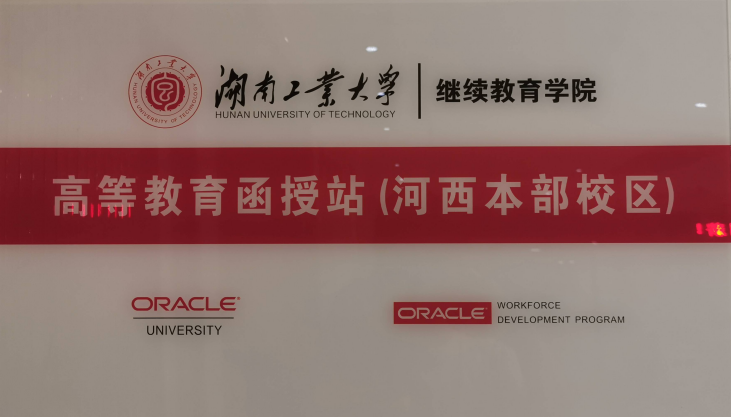 湖南工業大學 | 继续教育学院
HUNAN UNIVERSITY OF TECHNOLOGY
高等教育函授站(河西本部校区)
ORACLE®
UNIVERSITY
ORACLE® WORKFORCE
DEVELOPMENT PROGRAM